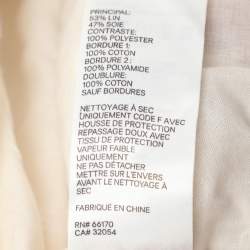 PRINCIPAL:
53% LIN
47% SOIE
CONTRASTE:
100% POLYESTER
BORDURE 1:
100% COTON
BORDURE 2 :
100% POLYAMIDE
DOUBLURE:
100% COTON
SAUF BORDURES
NETTOYAGE À SEC
UNIQUEMENT CODE F AVEC
HOUSSE DE PROTECTION
REPASSAGE DOUX AVEC
TISSU DE PROTECTION
VAPEUR FAIBLE
UNIQUEMENT
NE PAS DÉTACHER
METTRE SUR L'ENVERS
AVANT LE NETTOYAGE À
SEC
FABRIQUÉ EN CHINE
RN# 66170
CA# 32054